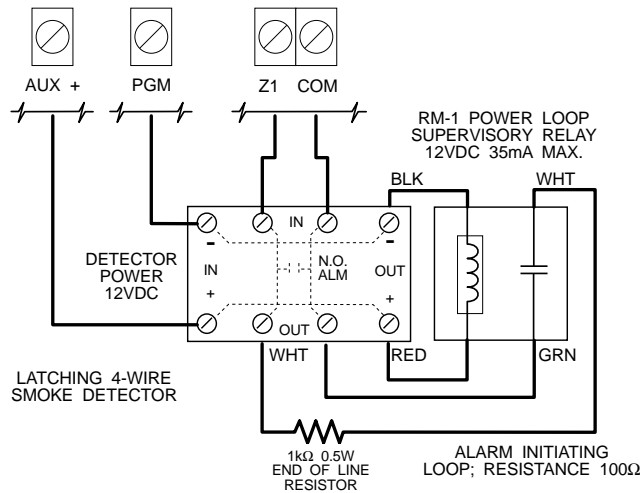 AUX + PGM Z1 COM
RM-1 POWER LOOP
SUPERVISORY RELAY
12VDC 35mA MAX.
BLK WHT
- IN -
DETECTOR
POWER
12VDC
IN
+
N.O.
ALM
OUT
+
OUT
WHT RED GRN
LATCHING 4-WIRE
SMOKE DETECTOR
1kΩ 0.5W
END OF LINE
RESISTOR
ALARM INITIATING
LOOP; RESISTANCE 100Ω